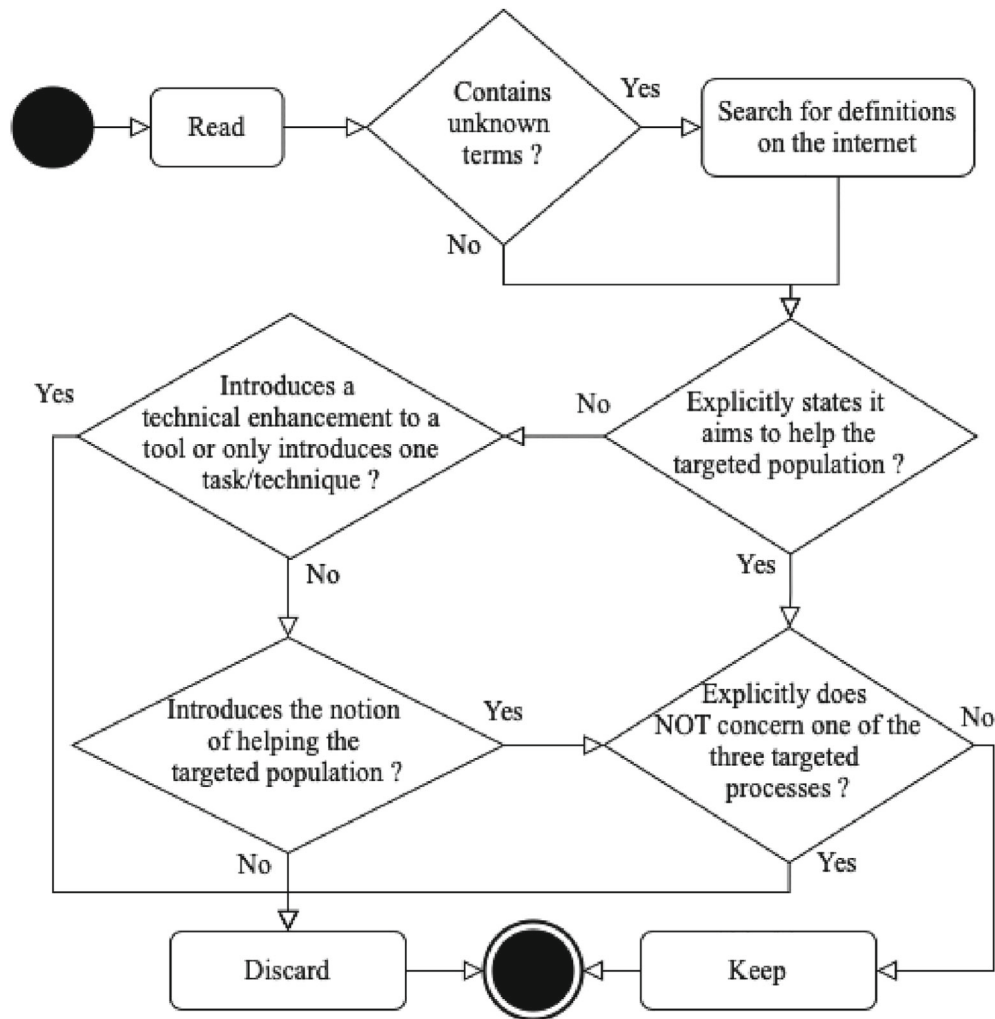 Read
Contains
unknown
terms ?
Yes
Search for definitions
on the internet
No
Explicitly states it
aims to help the
targeted population ?
No
Yes
Introduces a
technical enhancement to a
tool or only introduces one
task/technique ?
Yes
No
Introduces the notion
of helping the
targeted population ?
Yes
No
Explicitly does
NOT concern one of the
three targeted
processes ?
No
Yes
Discard
Keep